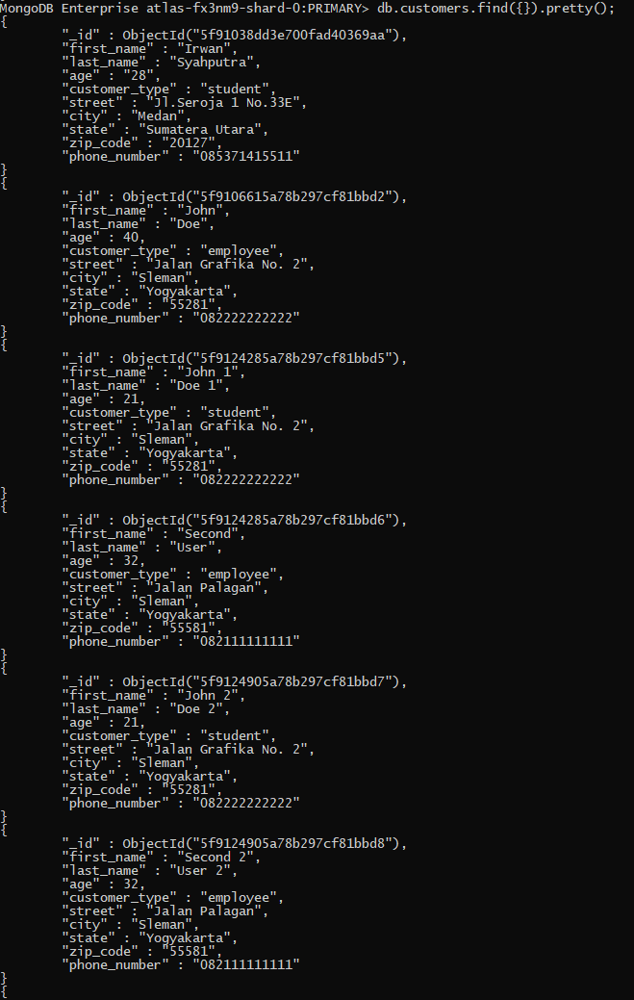 MongoDB Enterprise atlas-fx3nm9-shard-0:PRIMARY> db.customers.find({}).pretty();
{
"_id" : ObjectId("5f91038dd3e700fad40369aa"),
"first_name" : "Irwan",
"last_name" : "Syahputra",
"age" : "28",
"customer_type" : "student",
"street" : "Jl.Seroja 1 No.33E",
"city" : "Medan",
"state" : "Sumatera Utara",
"zip_code" : "20127",
"phone_number" : "085371415511"
}
{
"_id" : ObjectId("5f9106615a78b297cf81bbd2"),
"first_name" : "John",
"last_name" : "Doe",
"age" : 40,
"customer_type" : "employee",
"street" : "Jalan Grafika No. 2",
"city" : "Sleman",
"state" : "Yogyakarta",
"zip_code" : "55281",
"phone_number" : "082222222222"
}
{
"_id" : ObjectId("5f9124285a78b297cf81bbd5"),
"first_name" : "John 1",
"last_name" : "Doe 1",
"age" : 21,
"customer_type" : "student",
"street" : "Jalan Grafika No. 2",
"city" : "Sleman",
"state" : "Yogyakarta",
"zip_code" : "55281",
"phone_number" : "082222222222"
}
{
"_id" : ObjectId("5f9124285a78b297cf81bbd6"),
"first_name" : "Second",
"last_name" : "User",
"age" : 32,
"customer_type" : "employee",
"street" : "Jalan Palagan",
"city" : "Sleman",
"state" : "Yogyakarta",
"zip_code" : "55581",
"phone_number" : "082111111111"
}
{
"_id" : ObjectId("5f9124905a78b297cf81bbd7"),
"first_name" : "John 2",
"last_name" : "Doe 2",
"age" : 21,
"customer_type" : "student",
"street" : "Jalan Grafika No. 2",
"city" : "Sleman",
"state" : "Yogyakarta",
"zip_code" : "55281",
"phone_number" : "082222222222"
}
{
"_id" : ObjectId("5f9124905a78b297cf81bbd8"),
"first_name" : "Second 2",
"last_name" : "User 2",
"age" : 32,
"customer_type" : "employee",
"street" : "Jalan Palagan",
"city" : "Sleman",
"state" : "Yogyakarta",
"zip_code" : "55581",
"phone_number" : "082111111111"
}
{